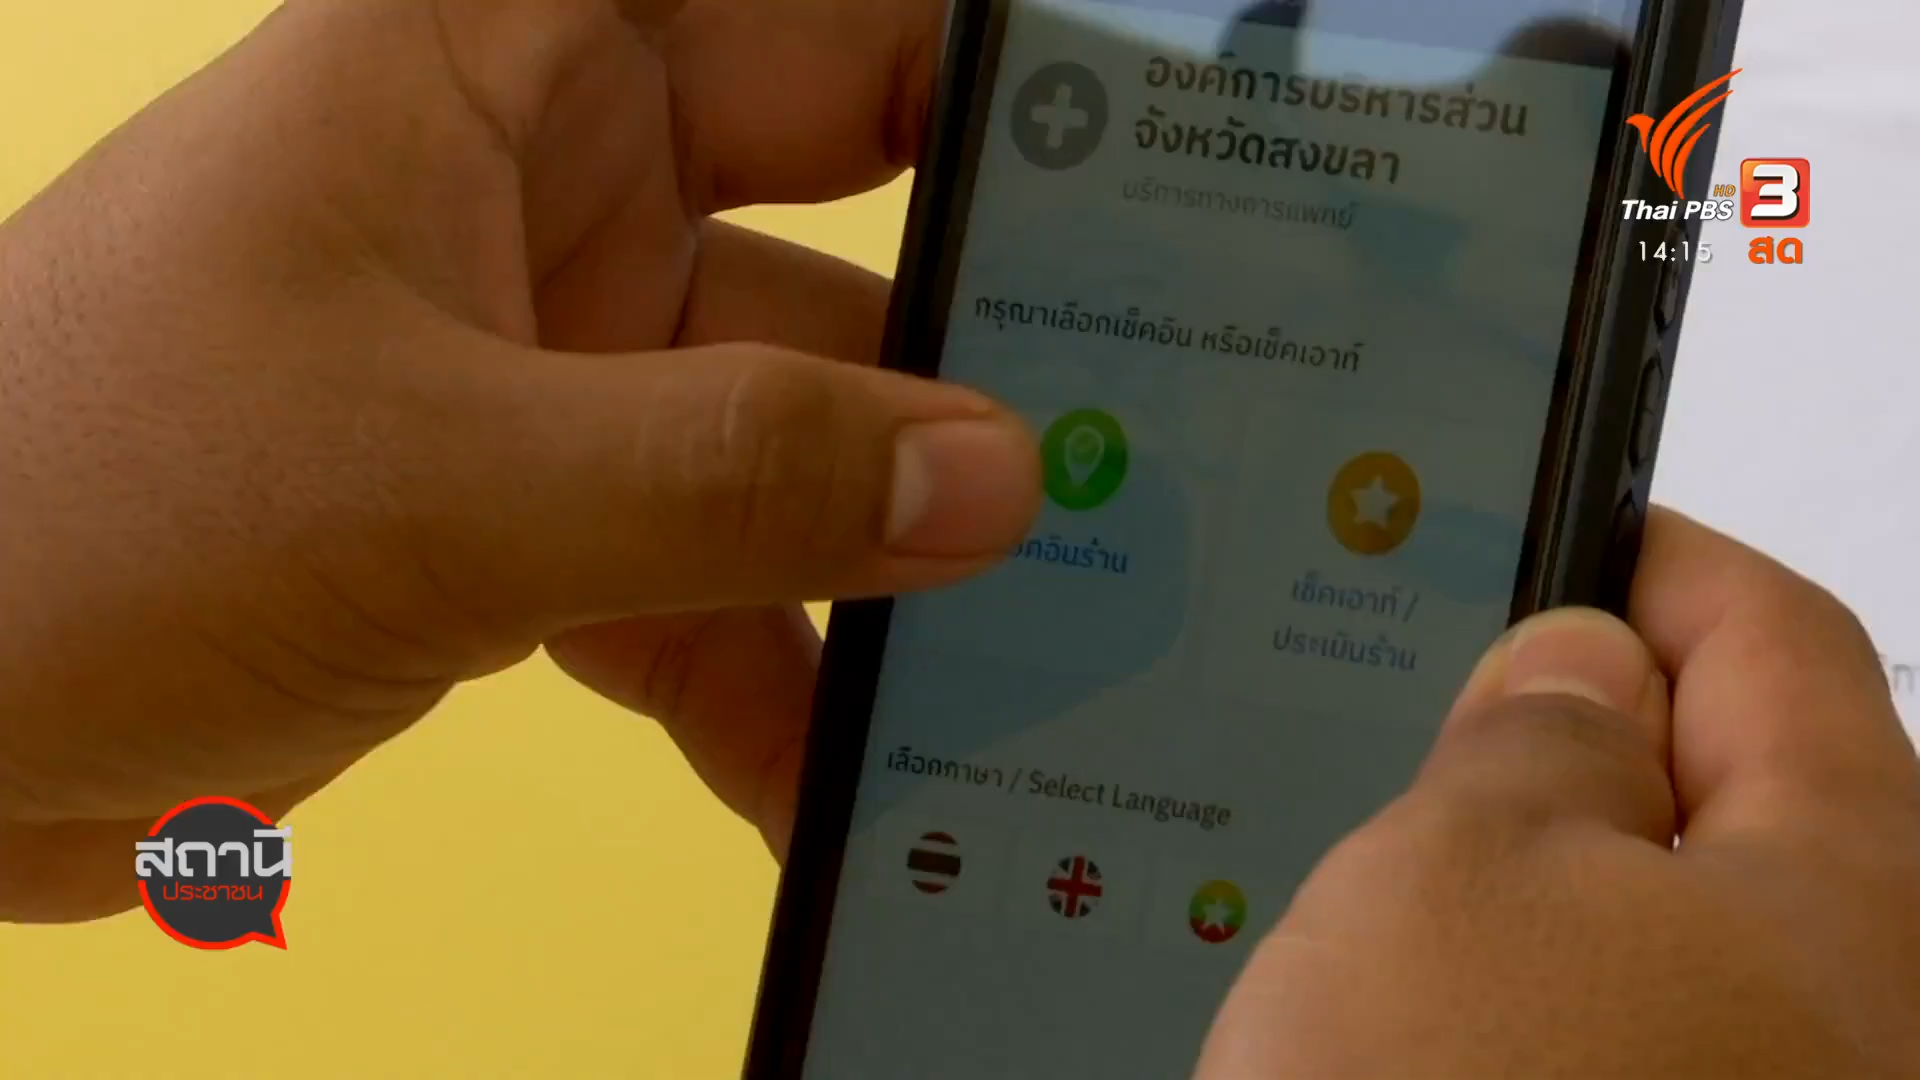 องค์การบริหารส่วน
จังหวัดสงขลา
บริการทางการแพทย์
กรุณาเลือกเช็คอิน หรือเช็คเอาท์
คอินร้าน
เช็คเอาท์ /
ประเมินร้าน
เลือกภาษา / Select Language
HD
Thai PBS 3
14:15 สด
สถานี
ประชาชน